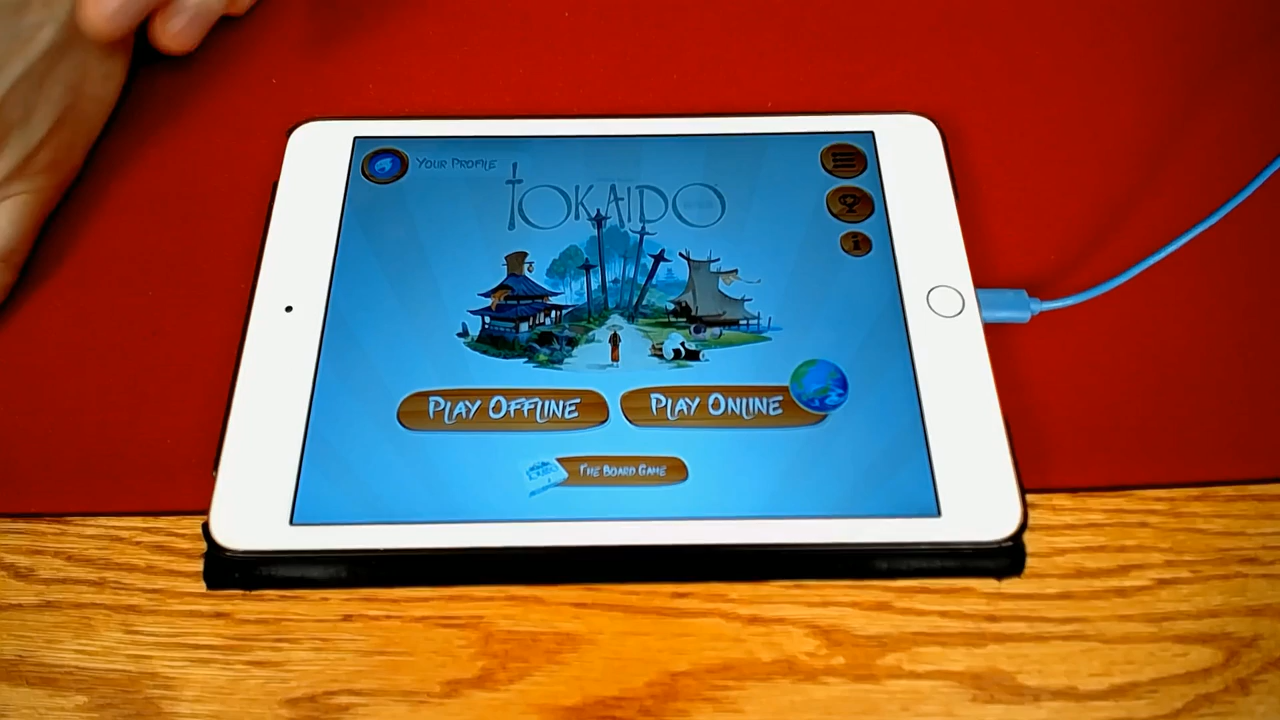 Your Profile
Tokaido
Play Offline
Play Online
The Board Game